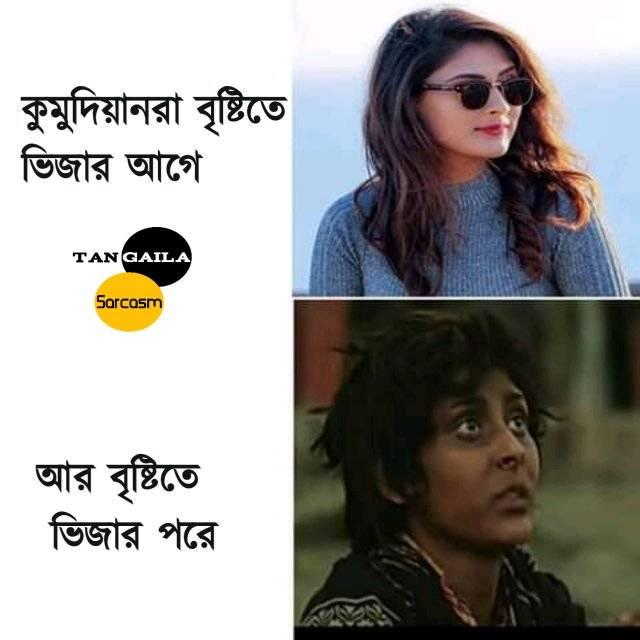 কুমুদিয়ানরা বৃষ্টিতে
ভিজার আগে
TANGAILA
Sarcasm
আর বৃষ্টিতে
ভিজার পরে